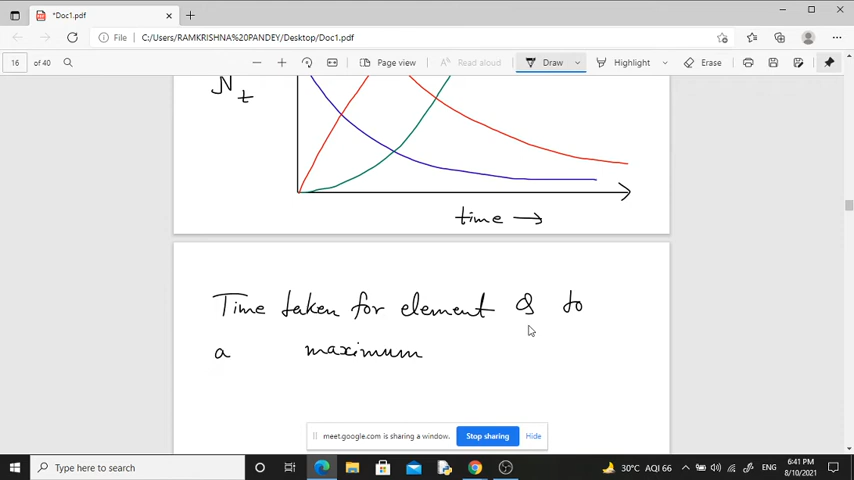 *Doc1.pdf
File
C:/Users/RAMKRISHNA%20PANDEY/Desktop/Doc1.pdf
16 of 40
Page view
Read aloud
Draw
Highlight
Erase
N
t
time →
Time taken for element Q to
a maximum
meet.google.com is sharing a window.
Stop sharing
Hide
Type here to search
30°C AQI 66
ENG
6:41 PM
8/10/2021